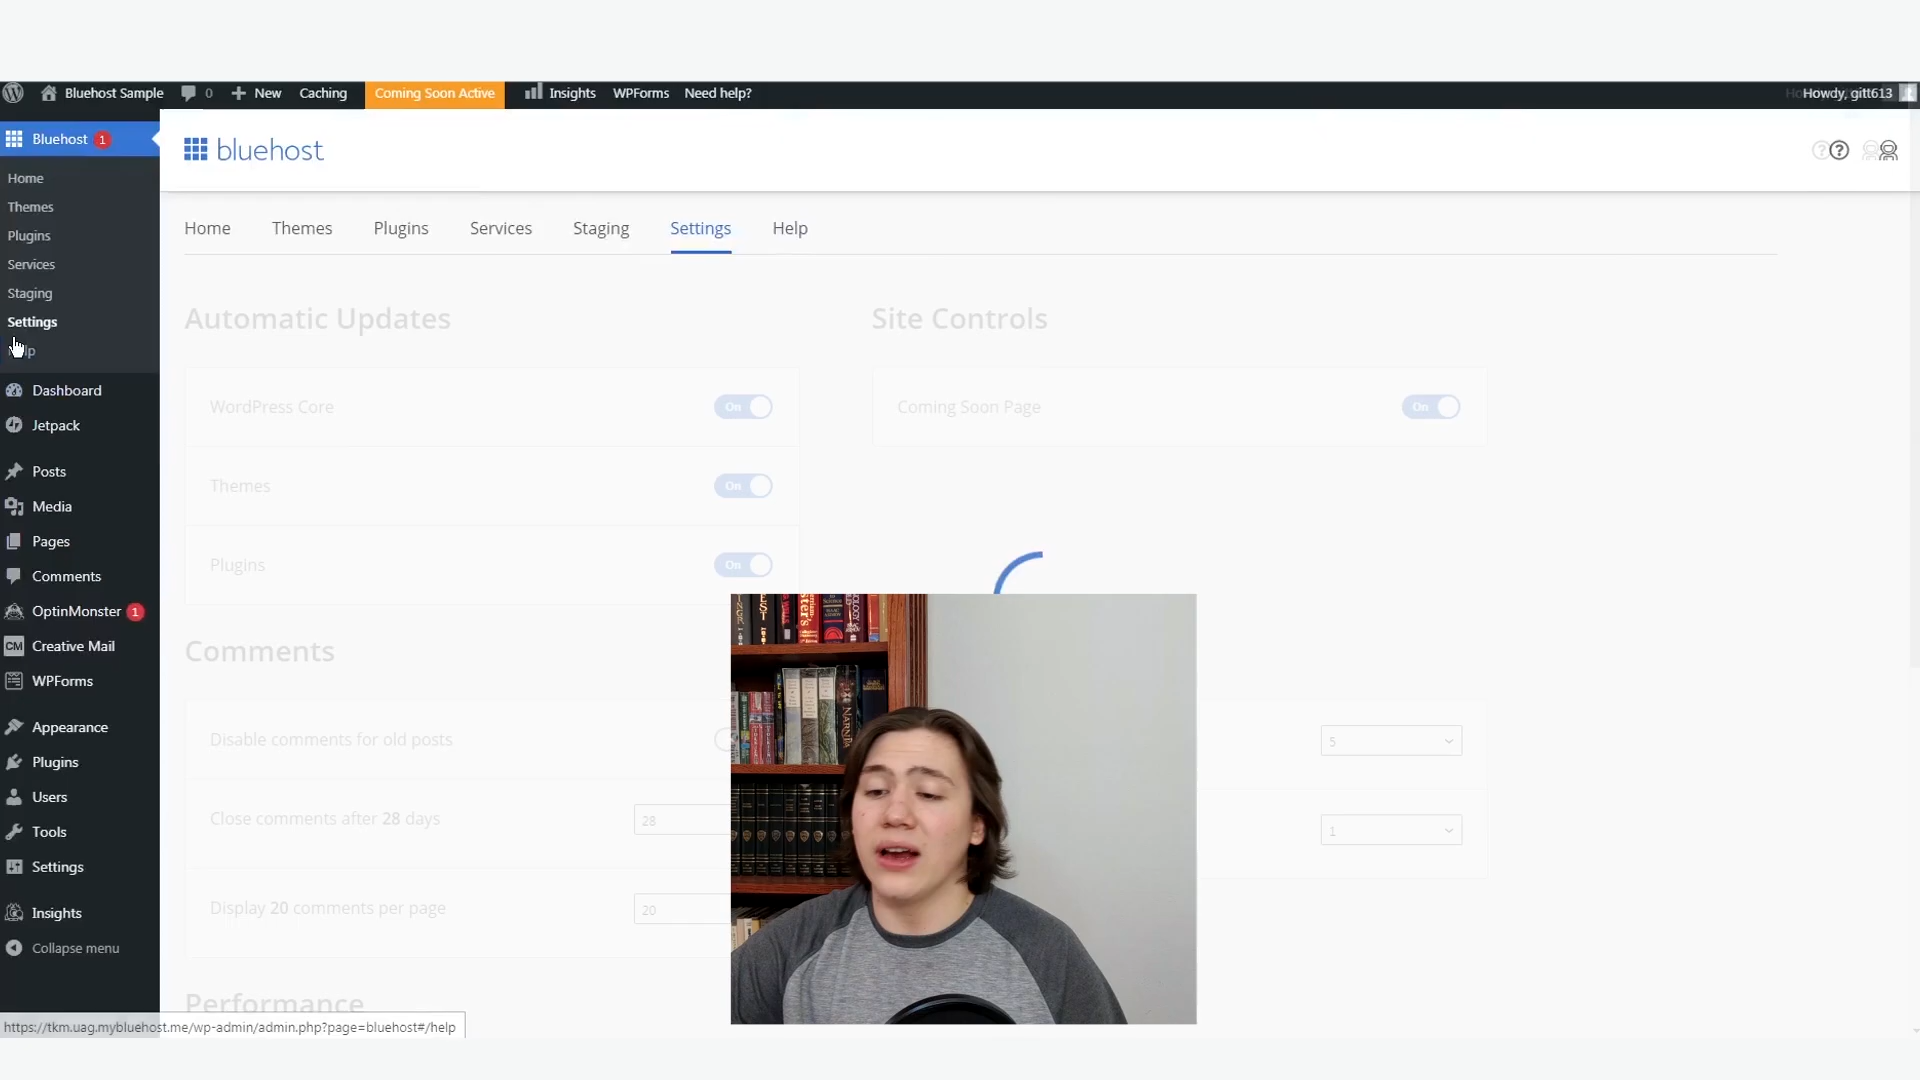 Bluehost Sample 0 New Caching Coming Soon Active Insights WPForms Need help? Howdy, gitt613
Bluehost 1
Home
Themes
Plugins
Services
Staging
Settings
Help
Dashboard
Jetpack
Posts
Media
Pages
Comments
OptinMonster 1
CM Creative Mail
WPForms
Appearance
Plugins
Users
Tools
Settings
Insights
Collapse menu
bluehost
Home Themes Plugins Services Staging Settings Help
Automatic Updates
WordPress Core On
Themes On
Plugins On
Site Controls
Coming Soon Page On
Comments
Disable comments for old posts
Close comments after 28 days 28
Display 20 comments per page 20
5
1
Performance
NARNIA
https://tkm.uag.mybluehost.me/wp-admin/admin.php?page=bluehost#/help